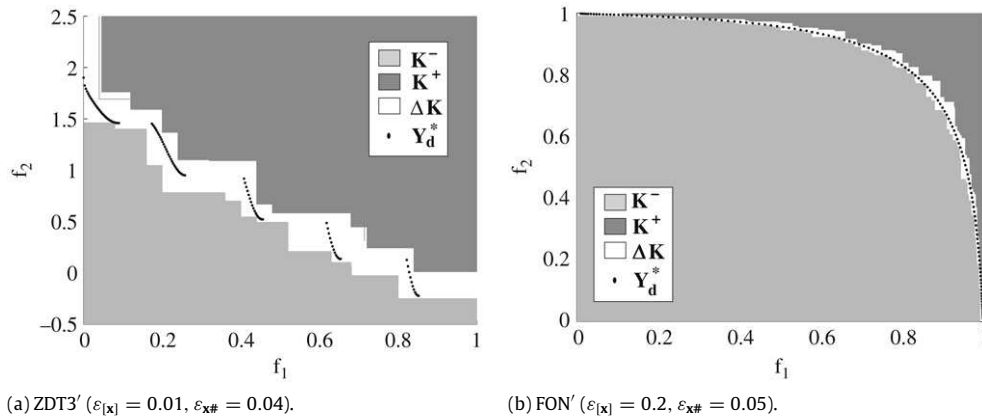 2.5
2
1.5
1
0.5
0
−0.5
f₂
0 0.2 0.4 0.6 0.8 1
f₁
K⁻
K⁺
ΔK
Y*d
1
0.8
0.6
0.4
0.2
0
f₂
0 0.2 0.4 0.6 0.8
f₁
K⁻
K⁺
ΔK
Y*d
(a) ZDT3′ (ε[x] = 0.01, εx# = 0.04).
(b) FON′ (ε[x] = 0.2, εx# = 0.05).